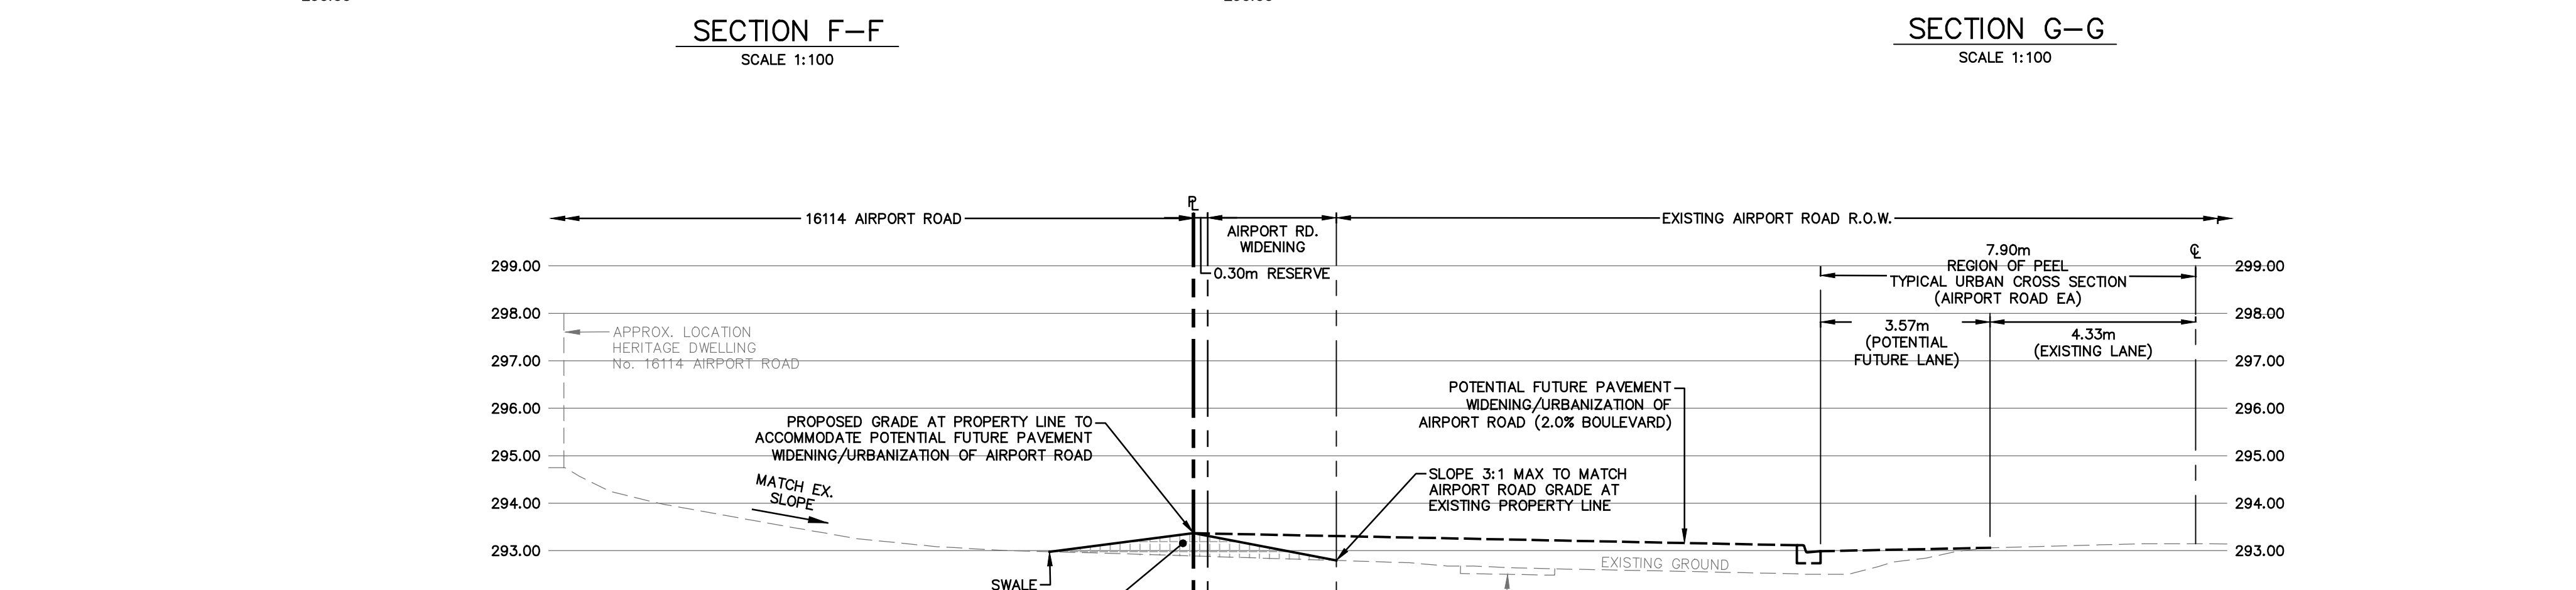 SECTION F-F
SCALE 1:100
SECTION G-G
SCALE 1:100
PL
16114 AIRPORT ROAD
AIRPORT RD.
WIDENING
EXISTING AIRPORT ROAD R.O.W.
0.30m RESERVE
7.90m
REGION OF PEEL
TYPICAL URBAN CROSS SECTION
(AIRPORT ROAD EA)
CL
299.00
299.00
298.00
298.00
3.57m
(POTENTIAL
FUTURE LANE)
4.33m
(EXISTING LANE)
APPROX. LOCATION
HERITAGE DWELLING
No. 16114 AIRPORT ROAD
297.00
297.00
296.00
296.00
POTENTIAL FUTURE PAVEMENT
WIDENING/URBANIZATION OF
AIRPORT ROAD (2.0% BOULEVARD)
PROPOSED GRADE AT PROPERTY LINE TO
ACCOMMODATE POTENTIAL FUTURE PAVEMENT
WIDENING/URBANIZATION OF AIRPORT ROAD
295.00
295.00
MATCH EX.
SLOPE
SLOPE 3:1 MAX TO MATCH
AIRPORT ROAD GRADE AT
EXISTING PROPERTY LINE
294.00
294.00
293.00
293.00
EXISTING GROUND
SWALE